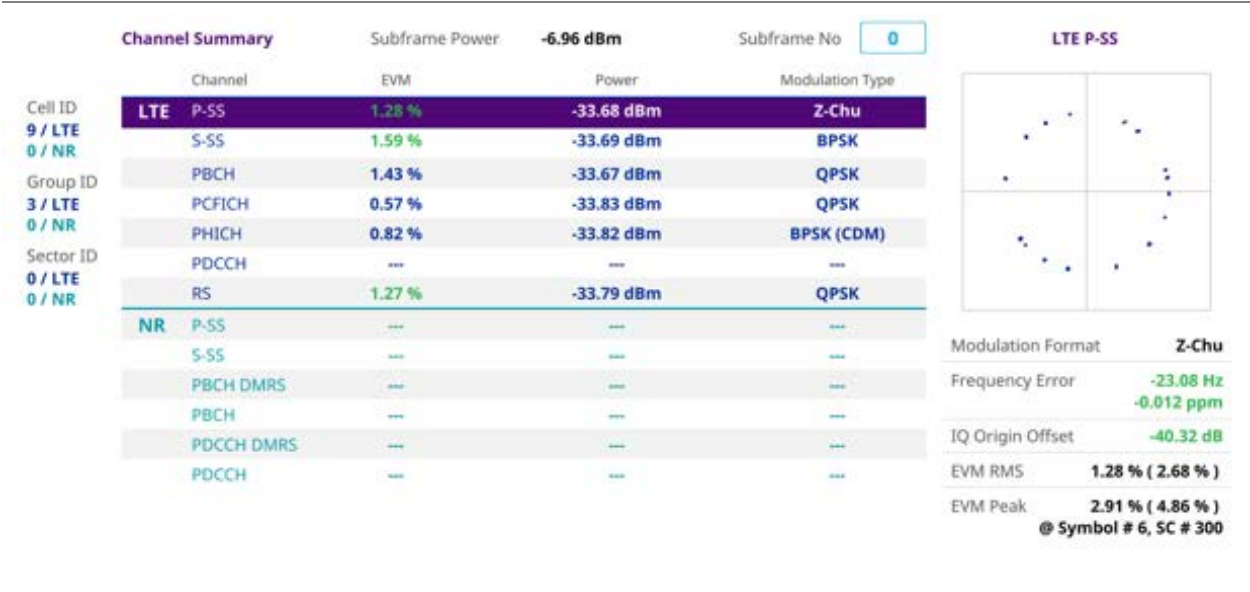 Channel Summary Subframe Power -6.96 dBm Subframe No 0
Channel EVM Power Modulation Type
Cell ID
9 / LTE
0 / NR
Group ID
3 / LTE
0 / NR
Sector ID
0 / LTE
0 / NR
LTE P-SS 1.28 % -33.68 dBm Z-Chu
S-SS 1.59 % -33.69 dBm BPSK
PBCH 1.43 % -33.67 dBm QPSK
PCFICH 0.57 % -33.83 dBm QPSK
PHICH 0.82 % -33.82 dBm BPSK (CDM)
PDCCH --- --- ---
RS 1.27 % -33.79 dBm QPSK
NR P-SS --- --- ---
S-SS --- --- ---
PBCH DMRS --- --- ---
PBCH --- --- ---
PDCCH DMRS --- --- ---
PDCCH --- --- ---
LTE P-SS
Modulation Format Z-Chu
Frequency Error -23.08 Hz
-0.012 ppm
IQ Origin Offset -40.32 dB
EVM RMS 1.28 % ( 2.68 % )
EVM Peak 2.91 % ( 4.86 % )
@ Symbol # 6, SC # 300